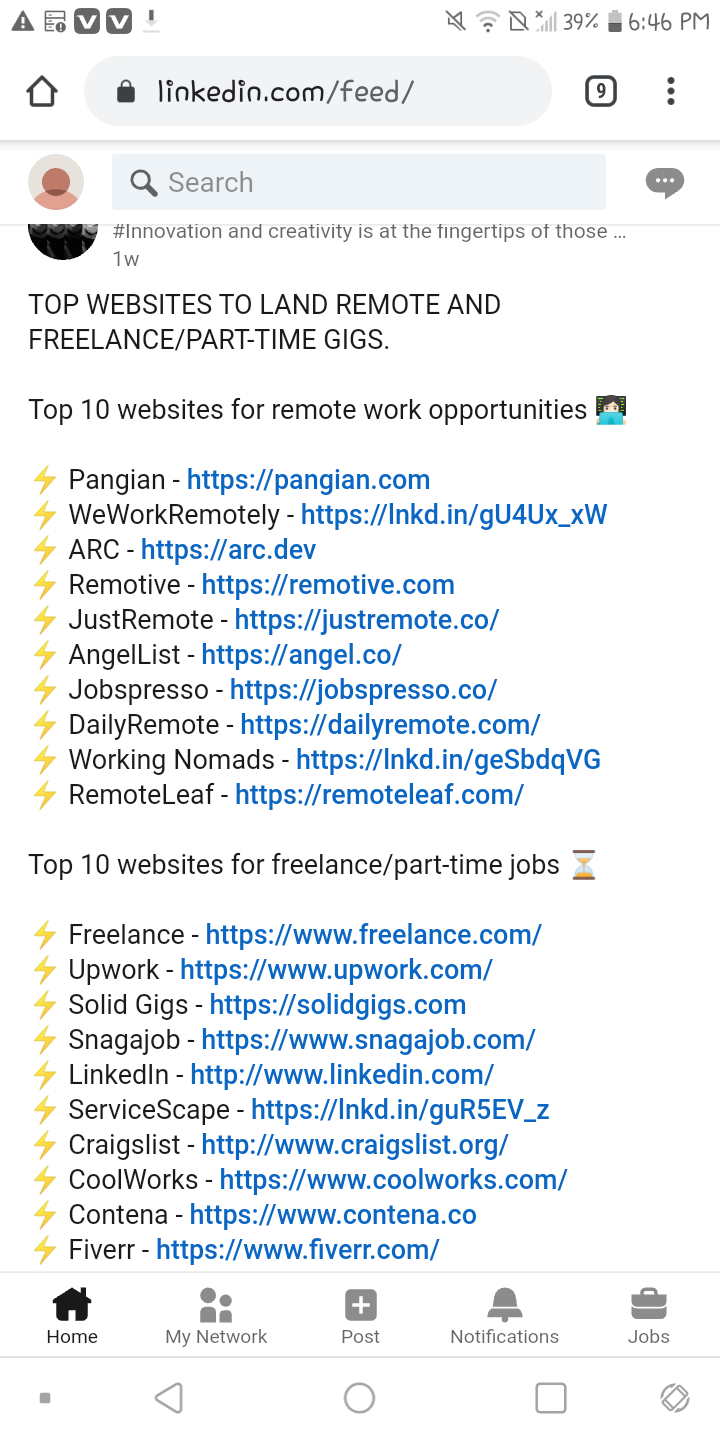 39% 6:46 PM
linkedin.com/feed/
9
Search
#Innovation and creativity is at the fingertips of those ...
1w
TOP WEBSITES TO LAND REMOTE AND
FREELANCE/PART-TIME GIGS.
Top 10 websites for remote work opportunities 👩🏻‍💻
⚡ Pangian - https://pangian.com
⚡ WeWorkRemotely - https://lnkd.in/gU4Ux_xW
⚡ ARC - https://arc.dev
⚡ Remotive - https://remotive.com
⚡ JustRemote - https://justremote.co/
⚡ AngelList - https://angel.co/
⚡ Jobspresso - https://jobspresso.co/
⚡ DailyRemote - https://dailyremote.com/
⚡ Working Nomads - https://lnkd.in/geSbdqVG
⚡ RemoteLeaf - https://remoteleaf.com/
Top 10 websites for freelance/part-time jobs ⏳
⚡ Freelance - https://www.freelance.com/
⚡ Upwork - https://www.upwork.com/
⚡ Solid Gigs - https://solidgigs.com
⚡ Snagajob - https://www.snagajob.com/
⚡ LinkedIn - http://www.linkedin.com/
⚡ ServiceScape - https://lnkd.in/guR5EV_z
⚡ Craigslist - http://www.craigslist.org/
⚡ CoolWorks - https://www.coolworks.com/
⚡ Contena - https://www.contena.co
⚡ Fiverr - https://www.fiverr.com/
Home My Network Post Notifications Jobs